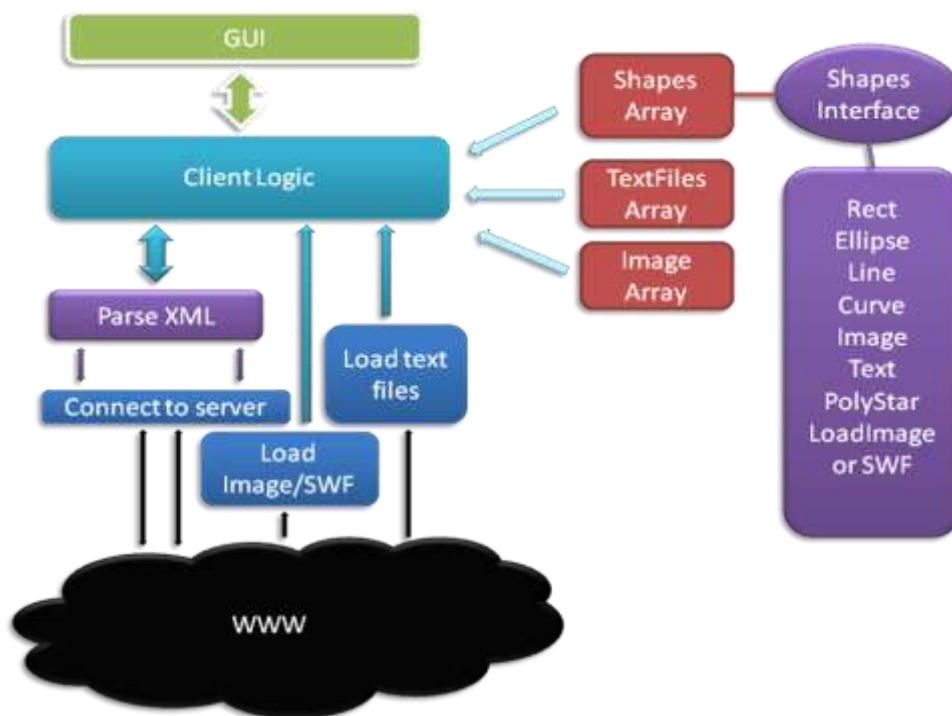 GUI
Client Logic
Parse XML
Connect to server
Load
Image/SWF
Load text
files
WWW
Shapes
Array
TextFiles
Array
Image
Array
Shapes
Interface
Rect
Ellipse
Line
Curve
Image
Text
PolyStar
LoadImage
or SWF